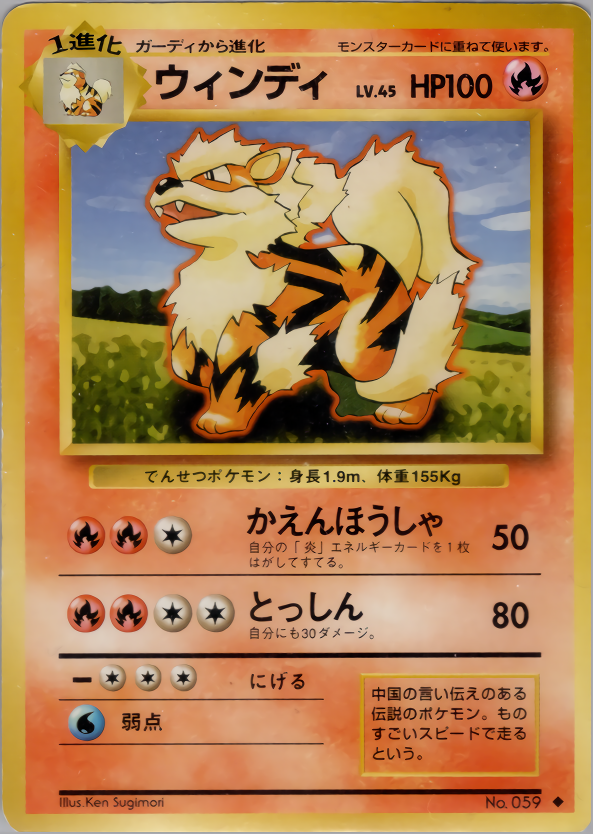 1進化 ガーディから進化 モンスターカードに重ねて使います。
ウィンディ LV.45 HP100
でんせつポケモン:身長1.9m、体重155Kg
かえんほうしゃ 50
自分の「炎」エネルギーカードを1枚
はがしてすてる。
とっしん 80
自分にも30ダメージ。
にげる
弱点
中国の言い伝えのある
伝説のポケモン。もの
すごいスピードで走る
という。
Illus.Ken Sugimori No. 059